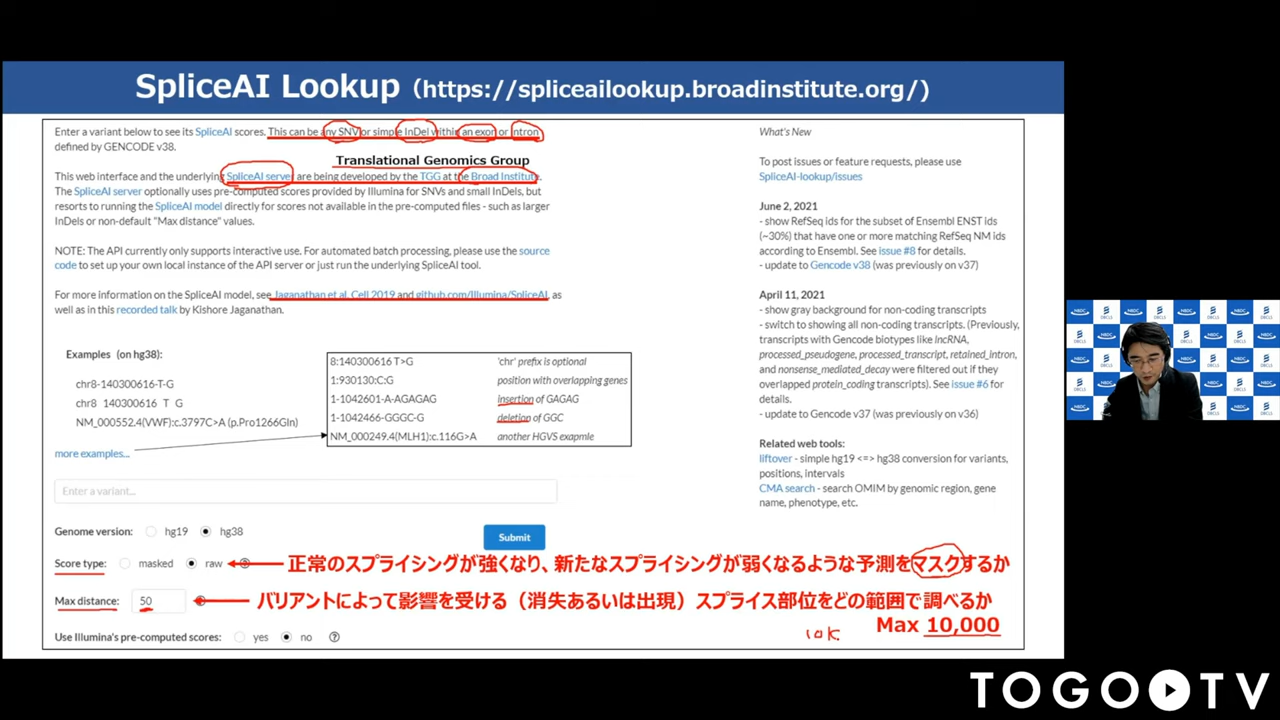 SpliceAI Lookup (https://spliceailookup.broadinstitute.org/)
Enter a variant below to see its SpliceAI scores. This can be any SNV or simple InDel within an exon or intron
defined by GENCODE v38.
Translational Genomics Group
This web interface and the underlying SpliceAI server are being developed by the TGG at the Broad Institute.
The SpliceAI server optionally uses pre-computed scores provided by Illumina for SNVs and small InDels, but
resorts to running the SpliceAI model directly for scores not available in the pre-computed files - such as larger
InDels or non-default "Max distance" values.
NOTE: The API currently only supports interactive use. For automated batch processing, please use the source
code to set up your own local instance of the API server or just run the underlying SpliceAI tool.
For more information on the SpliceAI model, see Jaganathan et al. Cell 2019 and github.com/Illumina/SpliceAI, as
well as in this recorded talk by Kishore Jaganathan.
Examples (on hg38):
chr8-140300616-T-G
chr8 140300616 T G
NM_000552.4(VWF):c.3797C>A (p.Pro1266Gln)
more examples...
8:140300616 T>G 'chr' prefix is optional
1:930130:C:G position with overlapping genes
1-1042601-A-AGAGAG insertion of GAGAG
1-1042466-GGGC-G deletion of GGC
NM_000249.4(MLH1):c.116G>A another HGVS exapmle
Enter a variant...
Genome version: hg19 hg38
Submit
Score type: masked raw
正常のスプライシングが強くなり、新たなスプライシングが弱くなるような予測をマスクするか
Max distance: 50
バリアントによって影響を受ける（消失あるいは出現）スプライス部位をどの範囲で調べるか
10K Max 10,000
Use Illumina's pre-computed scores: yes no ?
What's New
To post issues or feature requests, please use
SpliceAI-lookup/issues
June 2, 2021
- show RefSeq ids for the subset of Ensembl ENST ids
(~30%) that have one or more matching RefSeq NM ids
according to Ensembl. See issue #8 for details.
- update to Gencode v38 (was previously on v37)
April 11, 2021
- show gray background for non-coding transcripts
- switch to showing all non-coding transcripts. (Previously,
transcripts with Gencode biotypes like lncRNA,
processed_pseudogene, processed_transcript, retained_intron,
and nonsense_mediated_decay were filtered out if they
overlapped protein_coding transcripts). See issue #6 for
details.
- update to Gencode v37 (was previously on v36)
Related web tools:
liftover - simple hg19 <=> hg38 conversion for variants,
positions, intervals
CMA search - search OMIM by genomic region, gene
name, phenotype, etc.
NBDC
DBCLS
TOGO TV